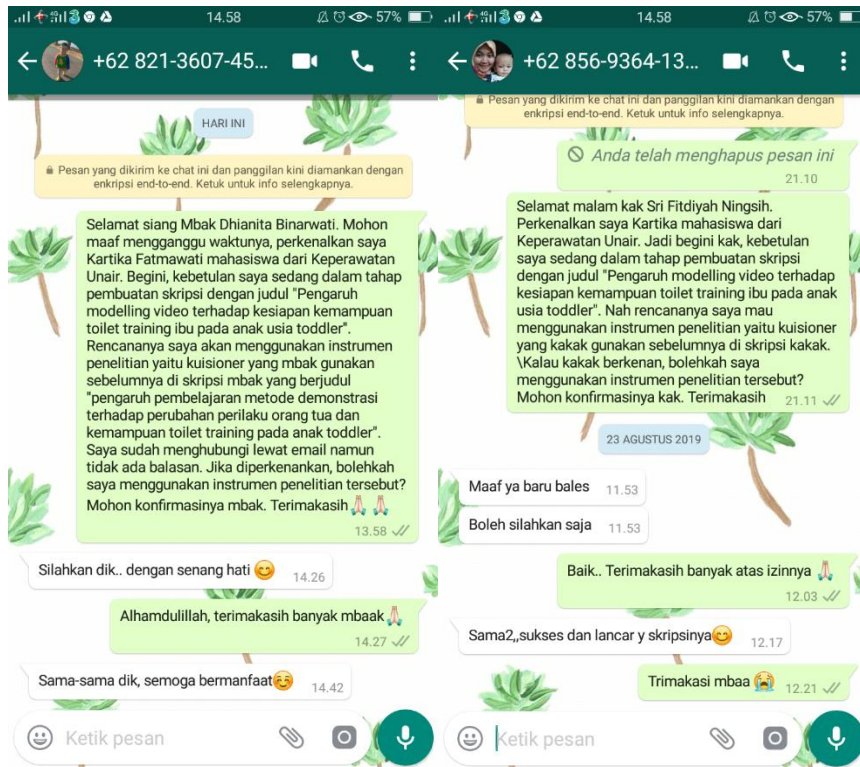 14.58
57%
+62 821-3607-45...
HARI INI
Pesan yang dikirim ke chat ini dan panggilan kini diamankan dengan
enkripsi end-to-end. Ketuk untuk info selengkapnya.
Selamat siang Mbak Dhianita Binarwati. Mohon
maaf mengganggu waktunya, perkenalkan saya
Kartika Fatmawati mahasiswa dari Keperawatan
Unair. Begini, kebetulan saya sedang dalam tahap
pembuatan skripsi dengan judul "Pengaruh
modelling video terhadap kesiapan kemampuan
toilet training ibu pada anak usia toddler".
Rencananya saya akan menggunakan instrumen
penelitian yaitu kuisioner yang mbak gunakan
sebelumnya di skripsi mbak yang berjudul
"pengaruh pembelajaran metode demonstrasi
terhadap perubahan perilaku orang tua dan
kemampuan toilet training pada anak toddler".
Saya sudah menghubungi lewat email namun
tidak ada balasan. Jika diperkenankan, bolehkah
saya menggunakan instrumen penelitian tersebut?
Mohon konfirmasinya mbak. Terimakasih 🙏🏻 🙏🏻
13.58
Silahkan dik.. dengan senang hati 😊 14.26
Alhamdulillah, terimakasih banyak mbaak 🙏🏻
14.27
Sama-sama dik, semoga bermanfaat ☺️ 14.42
Ketik pesan
14.58
57%
+62 856-9364-13...
Pesan yang dikirim ke chat ini dan panggilan kini diamankan dengan
enkripsi end-to-end. Ketuk untuk info selengkapnya.
Anda telah menghapus pesan ini
21.10
Selamat malam kak Sri Fitdiyah Ningsih.
Perkenalkan saya Kartika mahasiswa dari
Keperawatan Unair. Jadi begini kak, kebetulan
saya sedang dalam tahap pembuatan skripsi
dengan judul "Pengaruh modelling video terhadap
kesiapan kemampuan toilet training ibu pada anak
usia toddler". Nah rencananya saya mau
menggunakan instrumen penelitian yaitu kuisioner
yang kakak gunakan sebelumnya di skripsi kakak.
\Kalau kakak berkenan, bolehkah saya
menggunakan instrumen penelitian tersebut?
Mohon konfirmasinya kak. Terimakasih 21.11
23 AGUSTUS 2019
Maaf ya baru bales 11.53
Boleh silahkan saja 11.53
Baik.. Terimakasih banyak atas izinnya 🙏🏻
12.03
Sama2,,sukses dan lancar y skripsinya😊 12.17
Trimakasi mbaa 😭 12.21
Ketik pesan